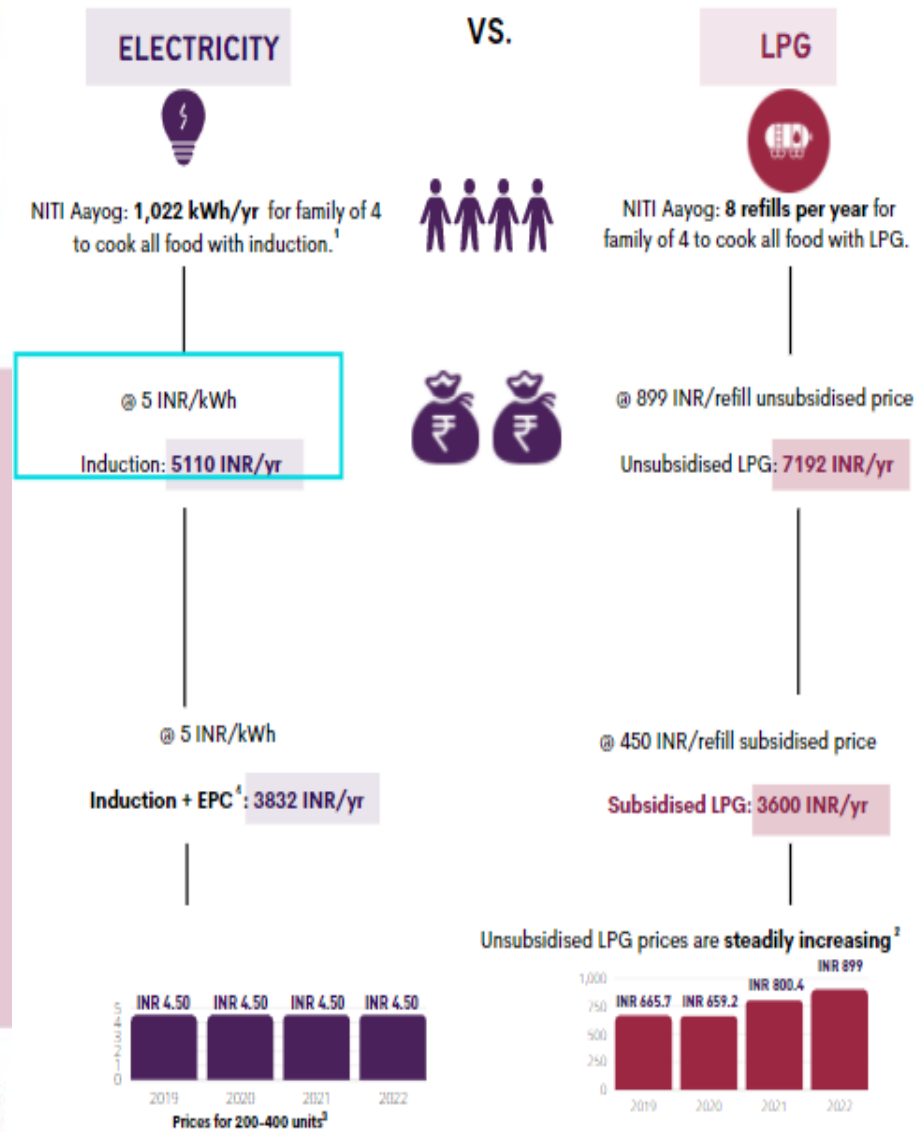 ELECTRICITY
VS.
LPG
NITI Aayog: 1,022 kWh/yr for family of 4
to cook all food with induction.¹
NITI Aayog: 8 refills per year for
family of 4 to cook all food with LPG.
@ 5 INR/kWh
Induction: 5110 INR/yr
₹ ₹
@ 899 INR/refill unsubsidised price
Unsubsidised LPG: 7192 INR/yr
@ 5 INR/kWh
Induction + EPC⁴: 3832 INR/yr
@ 450 INR/refill subsidised price
Subsidised LPG: 3600 INR/yr
INR 4.50 INR 4.50 INR 4.50 INR 4.50
5
4
3
2
1
0
2019 2020 2021 2022
Prices for 200-400 units³
Unsubsidised LPG prices are steadily increasing²
INR 665.7 INR 659.2 INR 800.4 INR 899
1,000
750
500
250
0
2019 2020 2021 2022